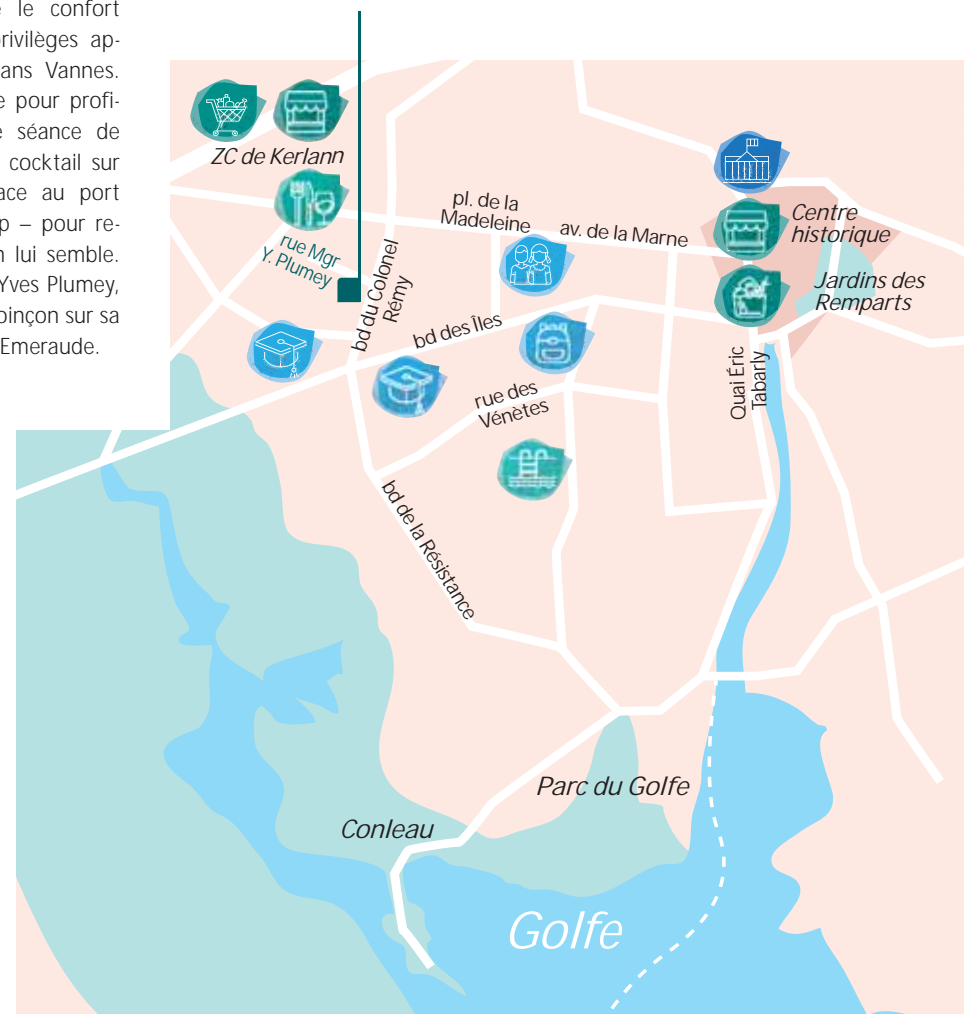 le confort
privilèges ap-
ans Vannes.
e pour profi-
e séance de
cocktail sur
ace au port
p – pour re-
n lui semble.
Yves Plumey,
oinçon sur sa
Emeraude.
ZC de Kerlann
rue Mgr
Y. Plumey
bd du Colonel
Rémy
pl. de la
Madeleine
av. de la Marne
Centre
historique
Jardins des
Remparts
bd des Îles
rue des
Vénètes
Quai Éric
Tabarly
bd de la Résistance
Parc du Golfe
Conleau
Golfe